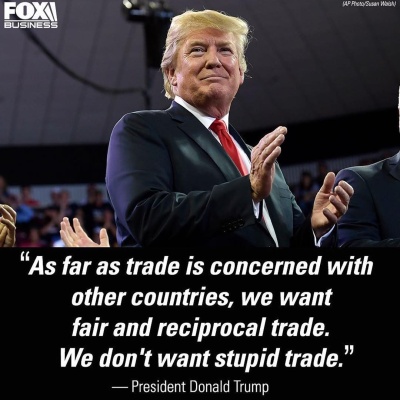 FOX
BUSINESS
(AP Photo/Susan Walsh)
“As far as trade is concerned with
other countries, we want
fair and reciprocal trade.
We don't want stupid trade.”
— President Donald Trump